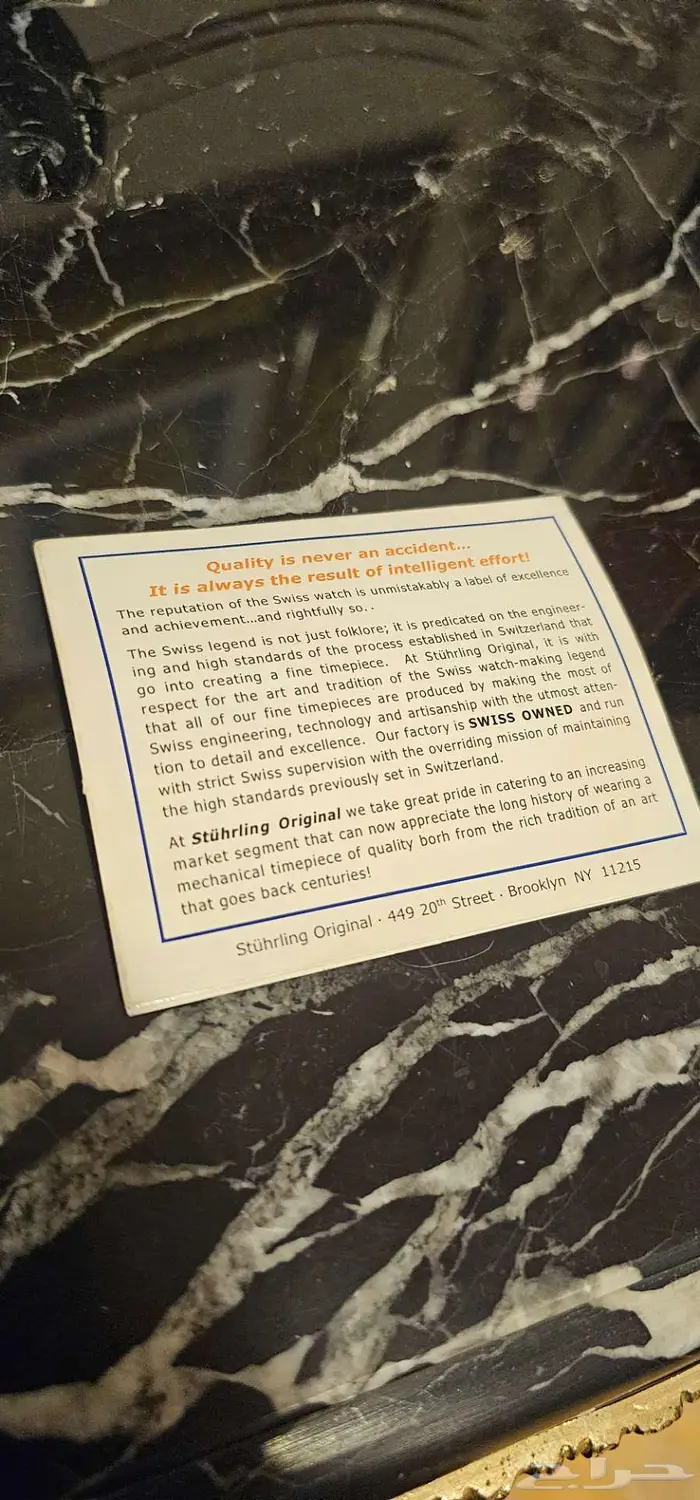 Quality is never an accident...
It is always the result of intelligent effort!
The reputation of the Swiss watch is unmistakably a label of excellence
and achievement...and rightfully so. .
The Swiss legend is not just folklore; it is predicated on the engineer-
ing and high standards of the process established in Switzerland that
go into creating a fine timepiece. At Stührling Original, it is with
respect for the art and tradition of the Swiss watch-making legend
that all of our fine timepieces are produced by making the most of
Swiss engineering, technology and artisanship with the utmost atten-
tion to detail and excellence. Our factory is SWISS OWNED and run
with strict Swiss supervision with the overriding mission of maintaining
the high standards previously set in Switzerland.
At Stührling Original we take great pride in catering to an increasing
market segment that can now appreciate the long history of wearing a
mechanical timepiece of quality borh from the rich tradition of an art
that goes back centuries!
Stührling Original · 449 20th Street · Brooklyn NY 11215
حراج